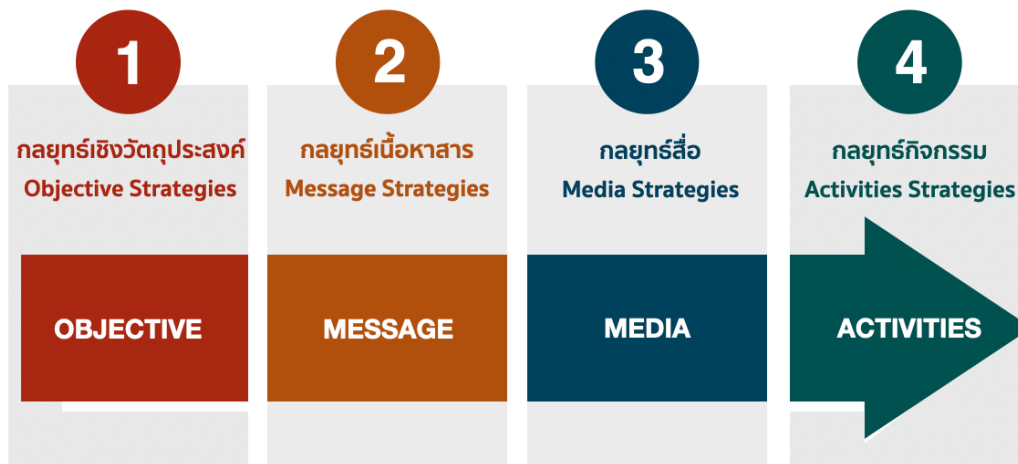 1
กลยุทธ์เชิงวัตถุประสงค์
Objective Strategies
OBJECTIVE
2
กลยุทธ์เนื้อหาสาร
Message Strategies
MESSAGE
3
กลยุทธ์สื่อ
Media Strategies
MEDIA
4
กลยุทธ์กิจกรรม
Activities Strategies
ACTIVITIES